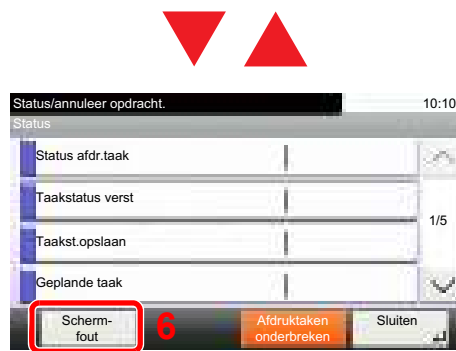 Status/annuleer opdracht.
10:10
Status
Status afdr.taak
Taakstatus verst
1/5
Taakst.opslaan
Geplande taak
Scherm-
fout
6
Afdruktaken
onderbreken
Sluiten